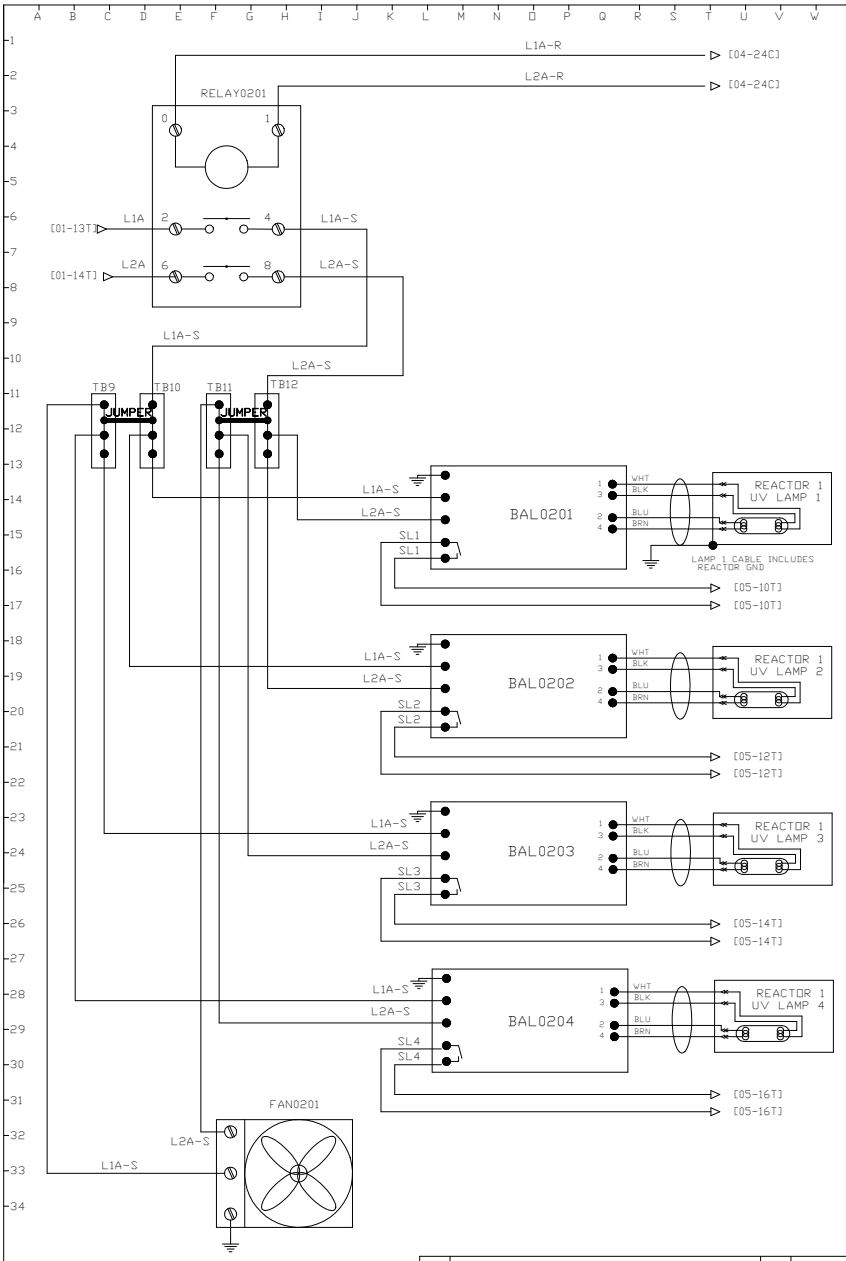 A B C D E F G H I J K L M N O P Q R S T U V W
1
L1A-R [04-24C]
2
L2A-R [04-24C]
RELAY0201
3
0 1
4
5
6
[01-13T] L1A 2 4 L1A-S
7
[01-14T] L2A 6 8 L2A-S
8
9
L1A-S
10
L2A-S
TB9 TB10 TB11 TB12
11
JUMPER JUMPER
12
13
1 WHT
3 BLK
REACTOR 1
UV LAMP 1
L1A-S
14
BAL0201
L2A-S
2 BLU
4 BRN
15
SL1
SL1
LAMP 1 CABLE INCLUDES
REACTOR GND
16
[05-10T]
17
[05-10T]
18
1 WHT
3 BLK
REACTOR 1
UV LAMP 2
L1A-S
19
BAL0202
L2A-S
2 BLU
4 BRN
20
SL2
SL2
21
[05-12T]
22
[05-12T]
23
1 WHT
3 BLK
REACTOR 1
UV LAMP 3
L1A-S
24
BAL0203
L2A-S
2 BLU
4 BRN
25
SL3
SL3
26
[05-14T]
[05-14T]
27
28
1 WHT
3 BLK
REACTOR 1
UV LAMP 4
L1A-S
29
BAL0204
L2A-S
2 BLU
4 BRN
SL4
SL4
30
31
[05-16T]
[05-16T]
FAN0201
32
L2A-S
33
L1A-S
34